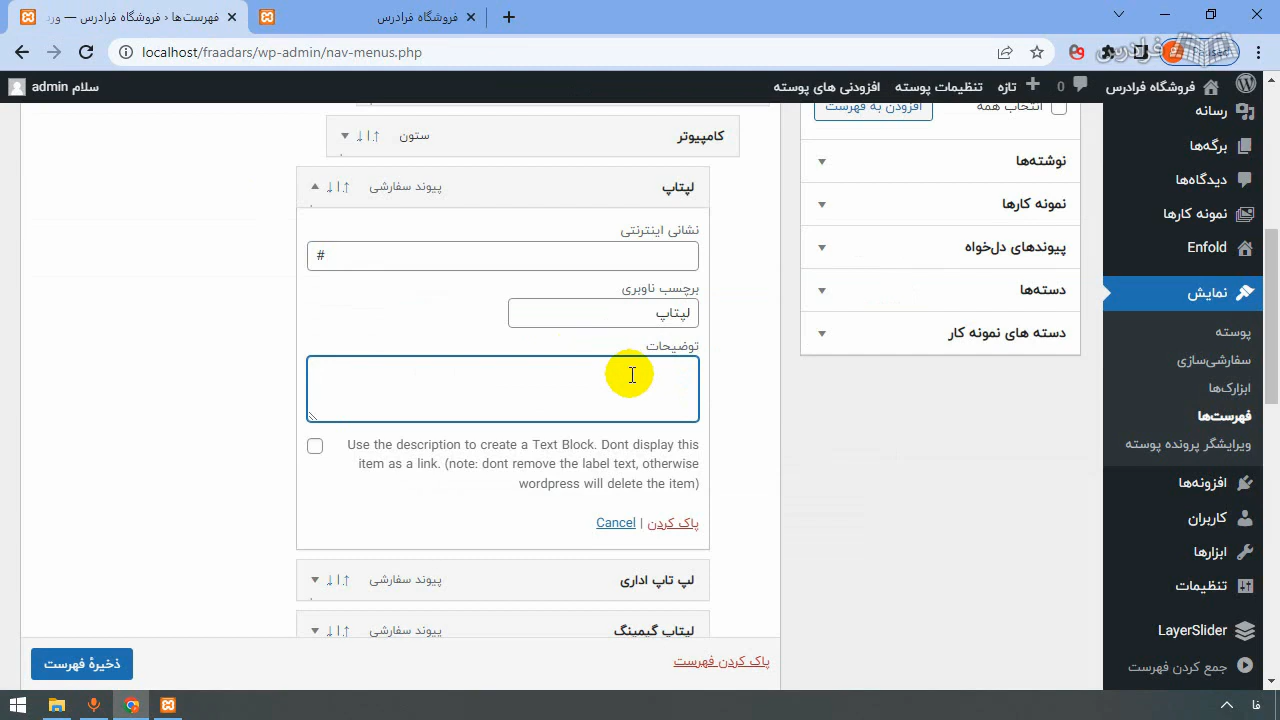 فهرست‌ها ‹ فروشگاه فرادرس — ورد
فروشگاه فرادرس
localhost/fraadars/wp-admin/nav-menus.php
فرادرس
فروشگاه فرادرس
0
تازه
تنظیمات پوسته
افزودنی های پوسته
سلام admin
رسانه
برگه‌ها
دیدگاه‌ها
نمونه کارها
Enfold
نمایش
پوسته
سفارشی‌سازی
ابزارک‌ها
فهرست‌ها
ویرایشگر پرونده پوسته
افزونه‌ها
کاربران
ابزارها
تنظیمات
LayerSlider
جمع کردن فهرست
انتخاب همه
افزودن به فهرست
نوشته‌ها
نمونه کارها
پیوندهای دل‌خواه
دسته‌ها
دسته های نمونه کار
کامپیوتر
ستون
لپتاپ
پیوند سفارشی
نشانی اینترنتی
#
برچسب ناوبری
لپتاپ
توضیحات
Use the description to create a Text Block. Dont display this
item as a link. (note: dont remove the label text, otherwise
wordpress will delete the item)
پاک کردن | Cancel
لپ تاپ اداری
پیوند سفارشی
لپتاپ گیمینگ
پیوند سفارشی
پاک کردن فهرست
ذخیرهٔ فهرست
فا